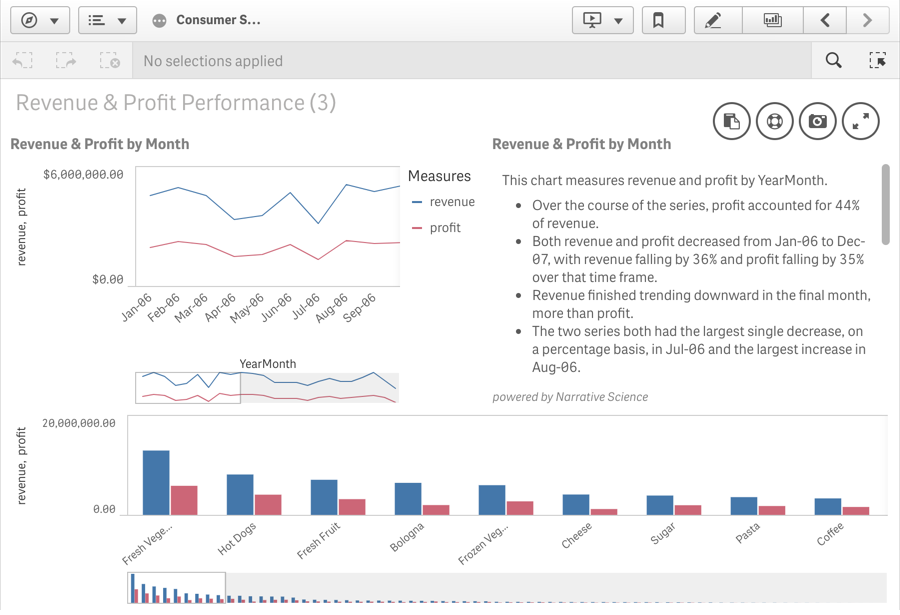 Consumer S...
No selections applied
Revenue & Profit Performance (3)
Revenue & Profit by Month
$6,000,000.00
$0.00
revenue, profit
Jan-06
Feb-06
Mar-06
Apr-06
May-06
Jun-06
Jul-06
Aug-06
Sep-06
YearMonth
Measures
revenue
profit
Revenue & Profit by Month
This chart measures revenue and profit by YearMonth.
• Over the course of the series, profit accounted for 44%
of revenue.
• Both revenue and profit decreased from Jan-06 to Dec-
07, with revenue falling by 36% and profit falling by 35%
over that time frame.
• Revenue finished trending downward in the final month,
more than profit.
• The two series both had the largest single decrease, on
a percentage basis, in Jul-06 and the largest increase in
Aug-06.
powered by Narrative Science
20,000,000.00
0.00
revenue, profit
Fresh Vege...
Hot Dogs
Fresh Fruit
Bologna
Frozen Veg...
Cheese
Sugar
Pasta
Coffee